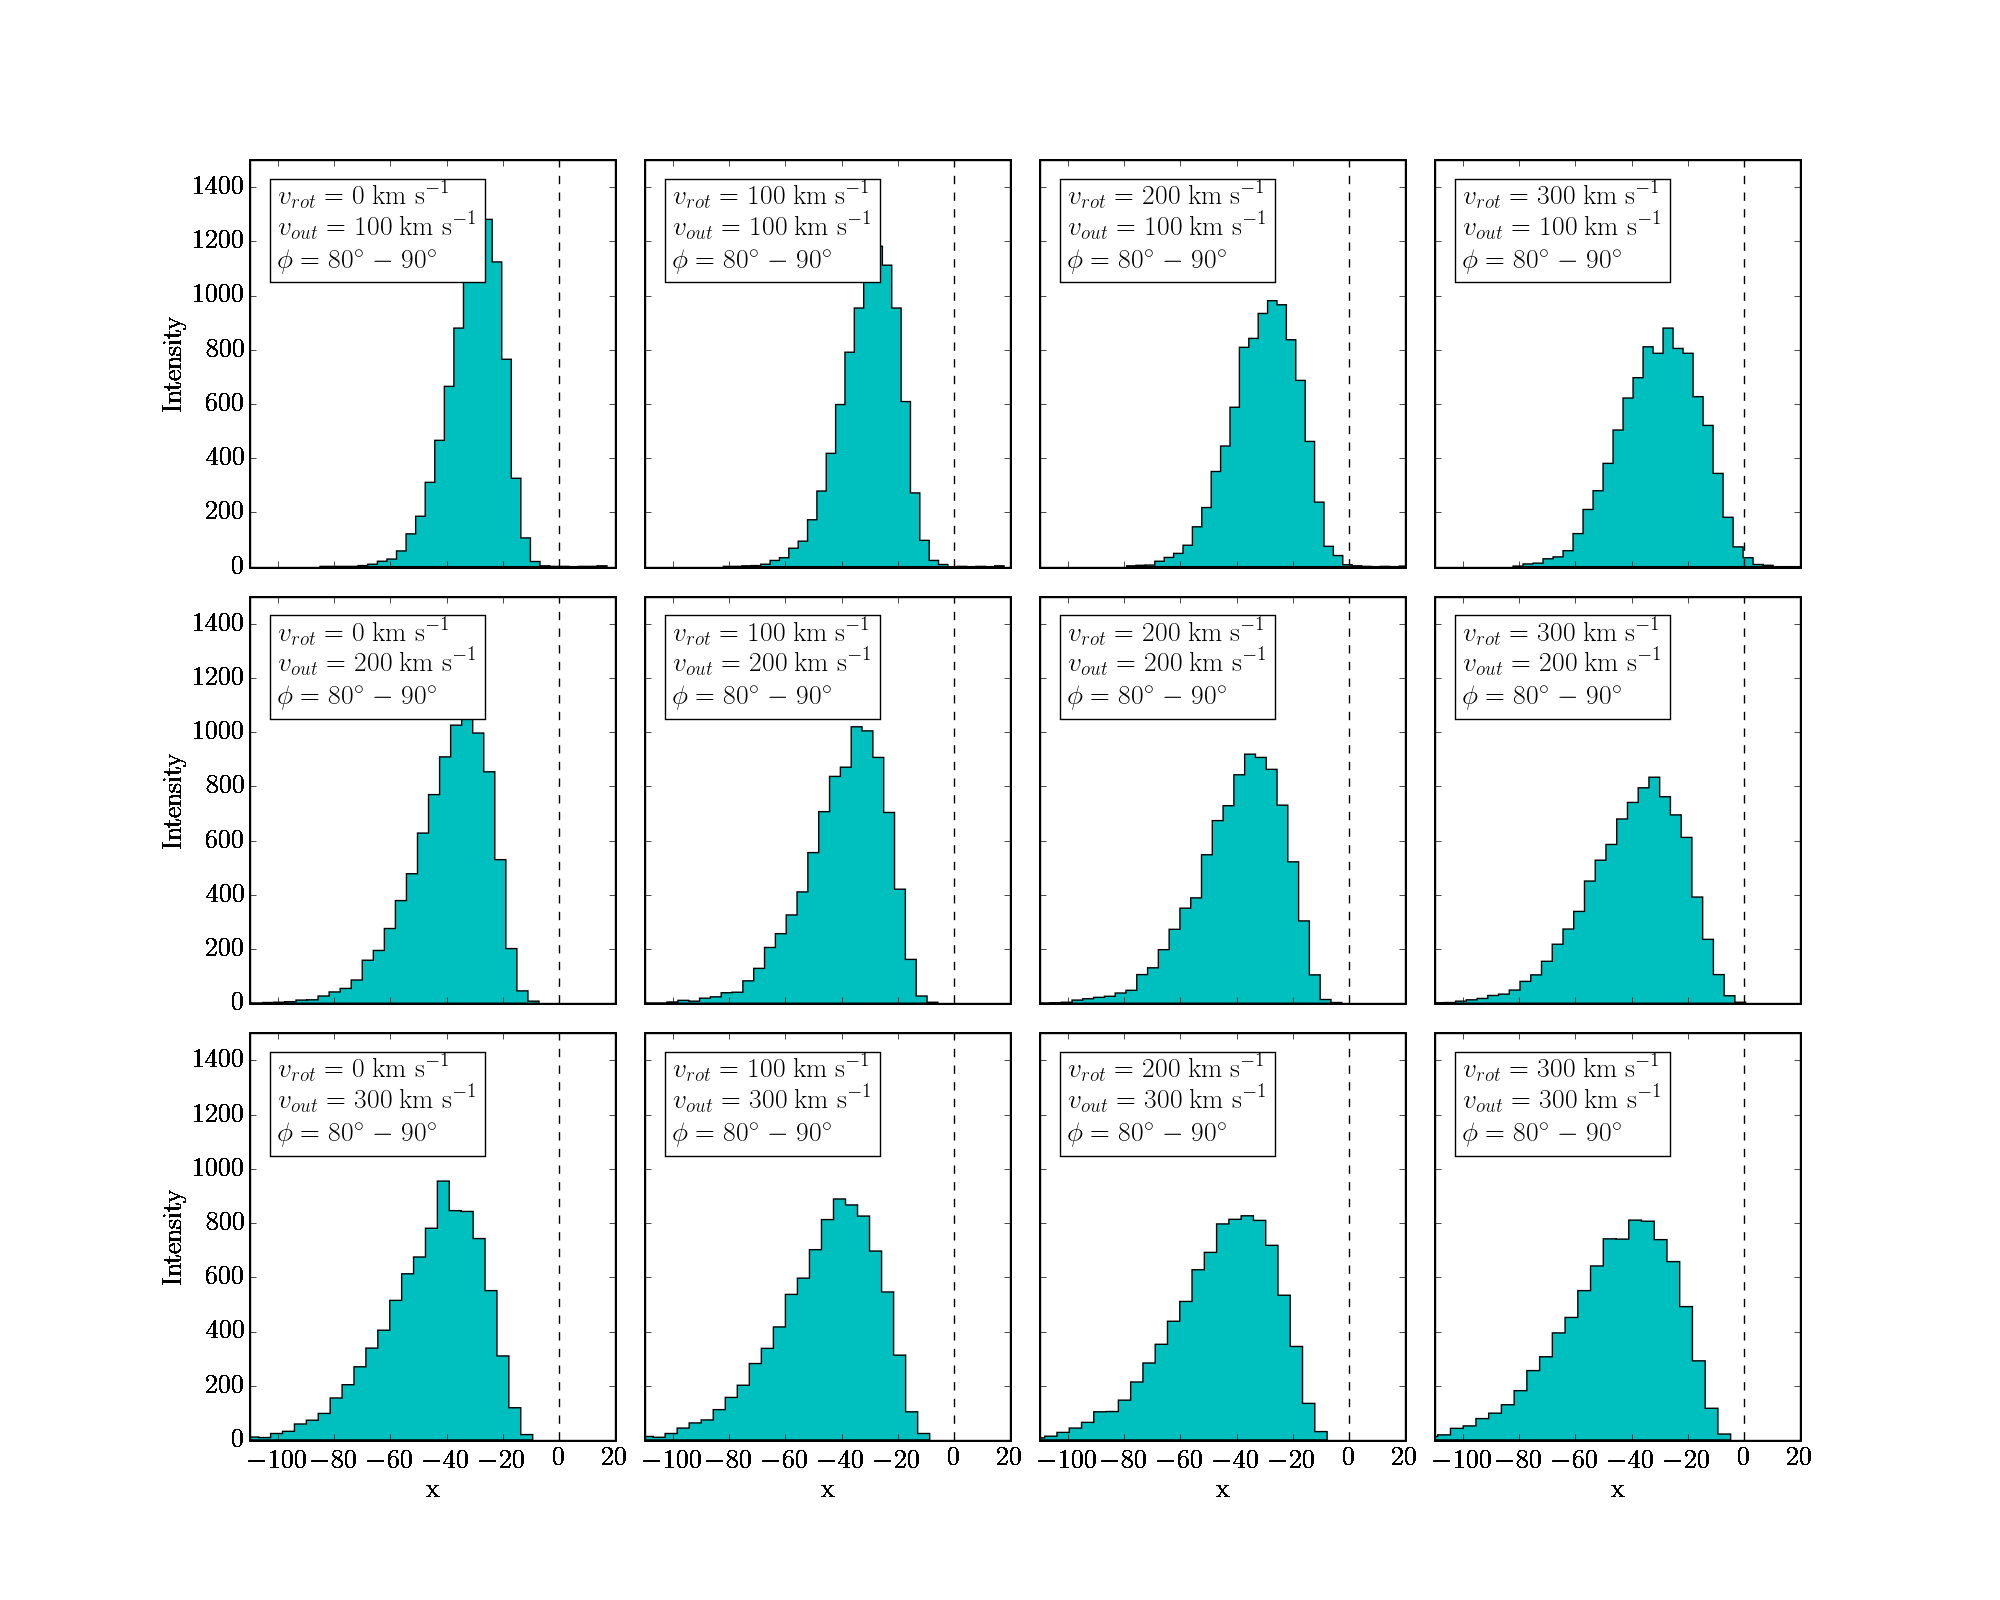 1400
1200
1000
800
600
400
200
0
Intensity
v_rot = 0 km s⁻¹
v_out = 100 km s⁻¹
ϕ = 80° − 90°
v_rot = 100 km s⁻¹
v_out = 100 km s⁻¹
ϕ = 80° − 90°
v_rot = 200 km s⁻¹
v_out = 100 km s⁻¹
ϕ = 80° − 90°
v_rot = 300 km s⁻¹
v_out = 100 km s⁻¹
ϕ = 80° − 90°
1400
1200
1000
800
600
400
200
0
Intensity
v_rot = 0 km s⁻¹
v_out = 200 km s⁻¹
ϕ = 80° − 90°
v_rot = 100 km s⁻¹
v_out = 200 km s⁻¹
ϕ = 80° − 90°
v_rot = 200 km s⁻¹
v_out = 200 km s⁻¹
ϕ = 80° − 90°
v_rot = 300 km s⁻¹
v_out = 200 km s⁻¹
ϕ = 80° − 90°
1400
1200
1000
800
600
400
200
0
Intensity
v_rot = 0 km s⁻¹
v_out = 300 km s⁻¹
ϕ = 80° − 90°
v_rot = 100 km s⁻¹
v_out = 300 km s⁻¹
ϕ = 80° − 90°
v_rot = 200 km s⁻¹
v_out = 300 km s⁻¹
ϕ = 80° − 90°
v_rot = 300 km s⁻¹
v_out = 300 km s⁻¹
ϕ = 80° − 90°
−100 −80 −60 −40 −20 0 20
x
−100 −80 −60 −40 −20 0
x
−100 −80 −60 −40 −20 0
x
−100 −80 −60 −40 −20 0 20
x